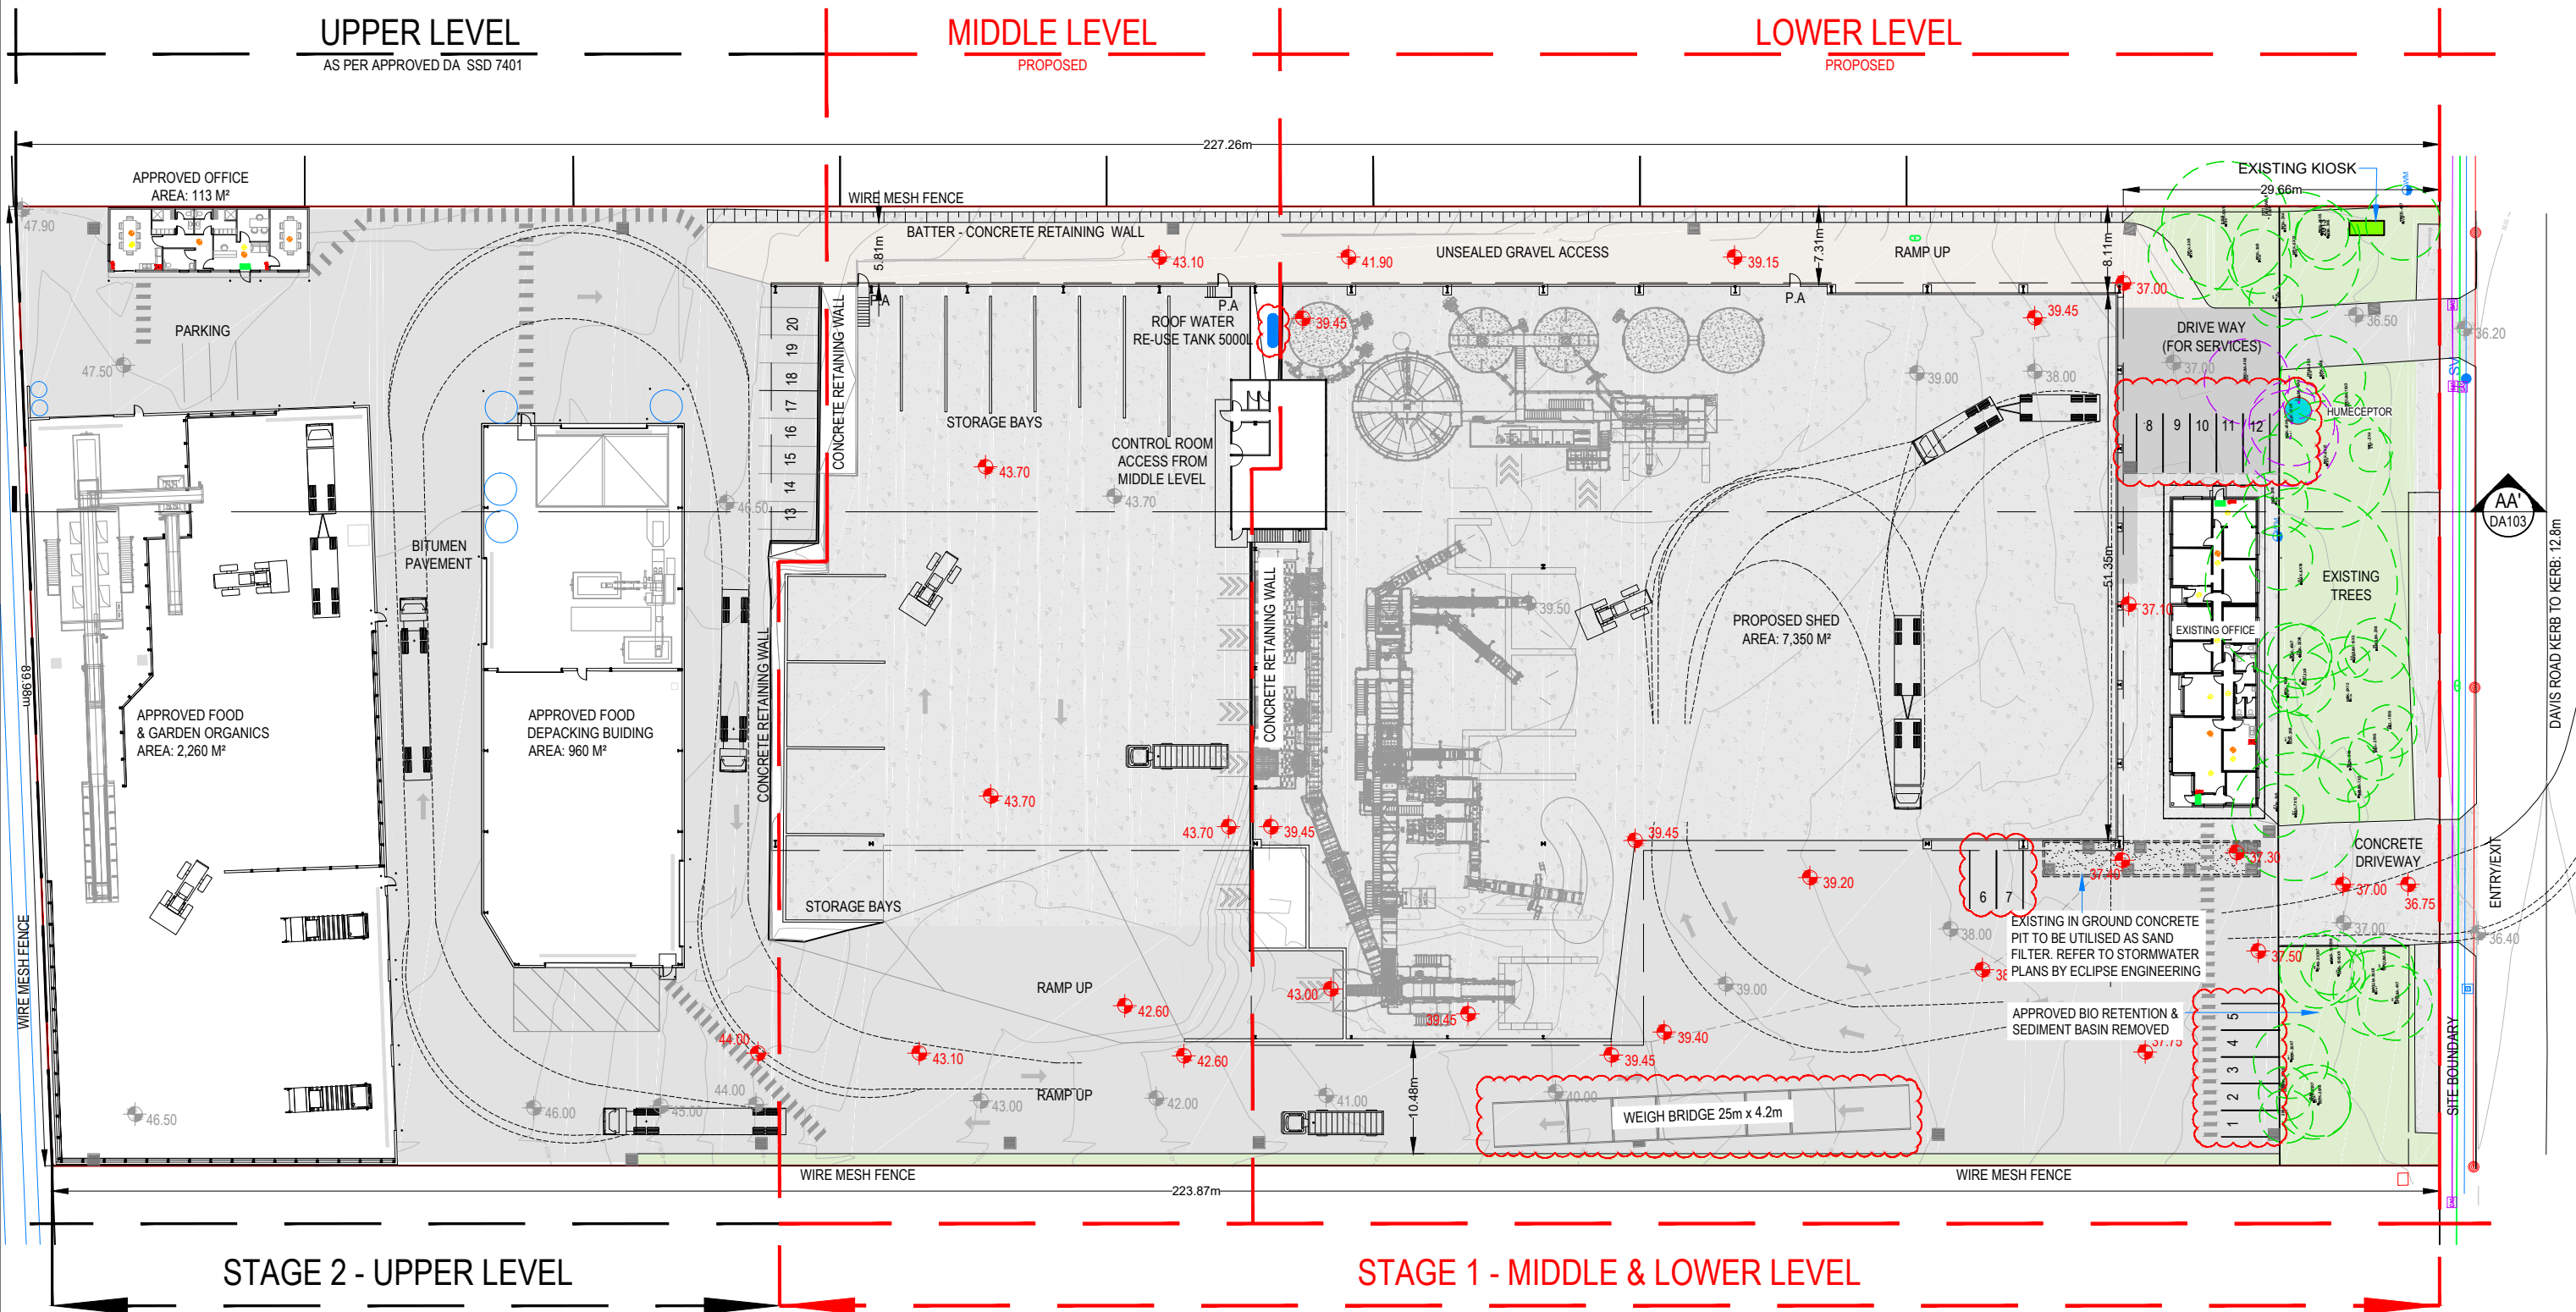 UPPER LEVEL
AS PER APPROVED DA SSD 7401
MIDDLE LEVEL
PROPOSED
LOWER LEVEL
PROPOSED
227.26m
APPROVED OFFICE
AREA: 113 M²
WIRE MESH FENCE
EXISTING KIOSK
29.66m
WM
47.90
BATTER - CONCRETE RETAINING WALL
5.81m
43.10
41.90
UNSEALED GRAVEL ACCESS
39.15
7.31m
RAMP UP
8.11m
37.00
P.A
P.A
P.A
PARKING
47.50
CONCRETE RETAINING WALL
ROOF WATER
RE-USE TANK 5000L
39.45
39.45
DRIVE WAY
(FOR SERVICES)
37.00
36.50
36.20
SV
39.00
38.00
20
19
18
17
16
15
14
13
STORAGE BAYS
CONTROL ROOM
ACCESS FROM
MIDDLE LEVEL
43.70
43.70
46.50
8
9
10
11
12
HUMECEPTOR
AA'
DA103
BITUMEN
PAVEMENT
CONCRETE RETAINING WALL
CONCRETE RETAINING WALL
39.50
51.35m
37.10
PROPOSED SHED
AREA: 7,350 M²
EXISTING OFFICE
EXISTING
TREES
DAVIS ROAD KERB TO KERB: 12.8m
89.98m
APPROVED FOOD
& GARDEN ORGANICS
AREA: 2,260 M²
APPROVED FOOD
DEPACKING BUIDING
AREA: 960 M²
43.70
43.70
39.45
39.45
39.20
6
7
37.40
37.30
CONCRETE
DRIVEWAY
37.00
36.75
ENTRY/EXIT
37.00
36.40
STORAGE BAYS
WIRE MESH FENCE
38.00
EXISTING IN GROUND CONCRETE
PIT TO BE UTILISED AS SAND
FILTER. REFER TO STORMWATER
PLANS BY ECLIPSE ENGINEERING
37.50
RAMP UP
42.60
43.00
39.45
39.00
39.40
39.45
APPROVED BIO RETENTION &
SEDIMENT BASIN REMOVED
37.75
44.00
43.10
42.60
RAMP UP
46.50
46.00
45.00
44.00
43.00
42.00
41.00
40.00
10.48m
WEIGH BRIDGE 25m x 4.2m
5
4
3
2
1
SITE BOUNDARY
WIRE MESH FENCE
WIRE MESH FENCE
223.87m
STAGE 2 - UPPER LEVEL
STAGE 1 - MIDDLE & LOWER LEVEL